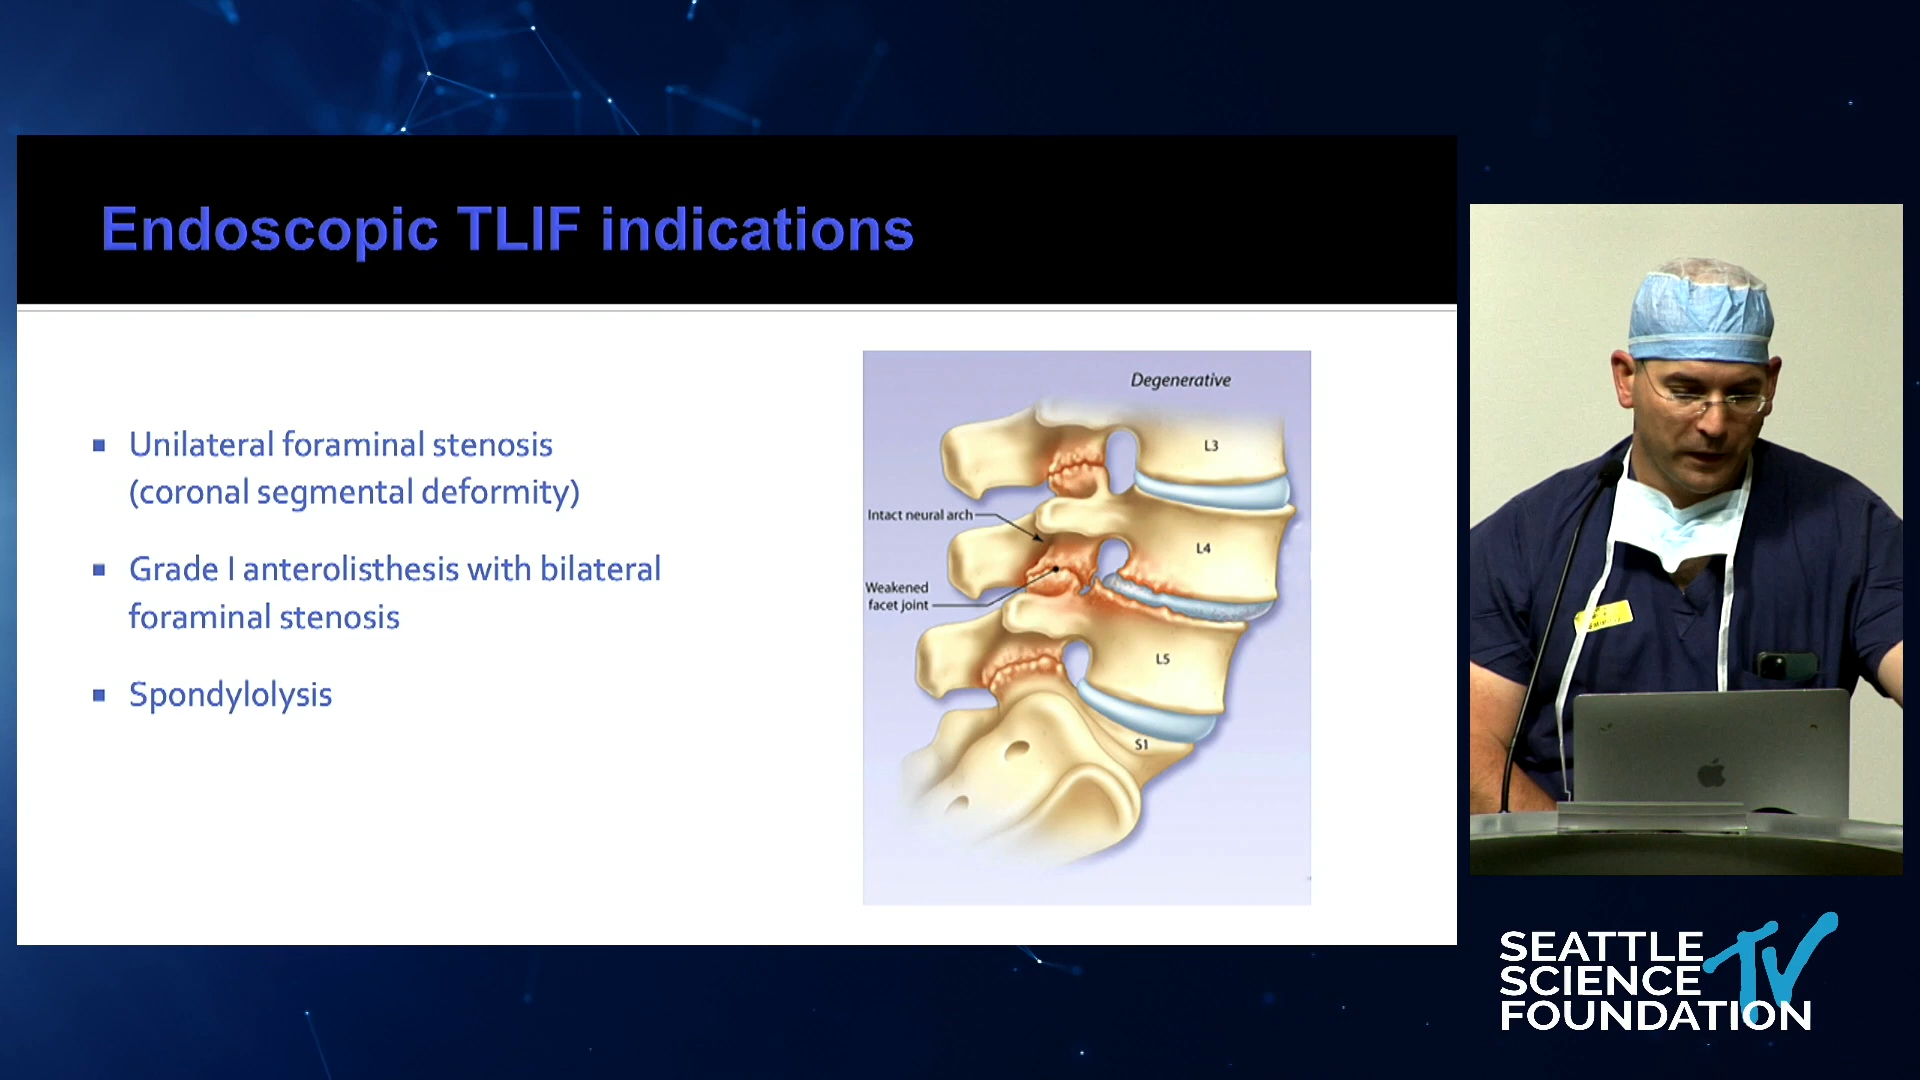 Endoscopic TLIF indications
Unilateral foraminal stenosis
(coronal segmental deformity)
Grade I anterolisthesis with bilateral
foraminal stenosis
Spondylolysis
Degenerative
L3
Intact neural arch
L4
Weakened
facet joint
L5
S1
SEATTLE
SCIENCE
FOUNDATION
TV